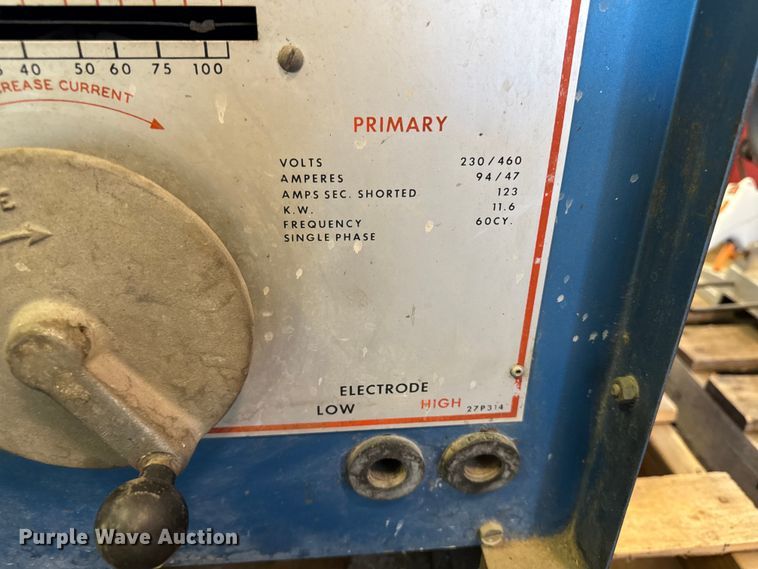 40 50 60 75 100
REASE CURRENT
E
PRIMARY
VOLTS 230/460
AMPERES 94/47
AMPS SEC. SHORTED 123
K.W. 11.6
FREQUENCY 60CY.
SINGLE PHASE
ELECTRODE
LOW HIGH 27P314
Purple Wave Auction